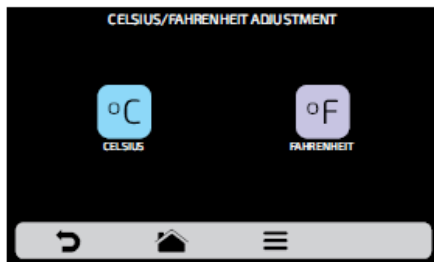 CELSIUS/FAHRENHEIT ADJUSTMENT
°C
°F
CELSIUS
FAHRENHEIT